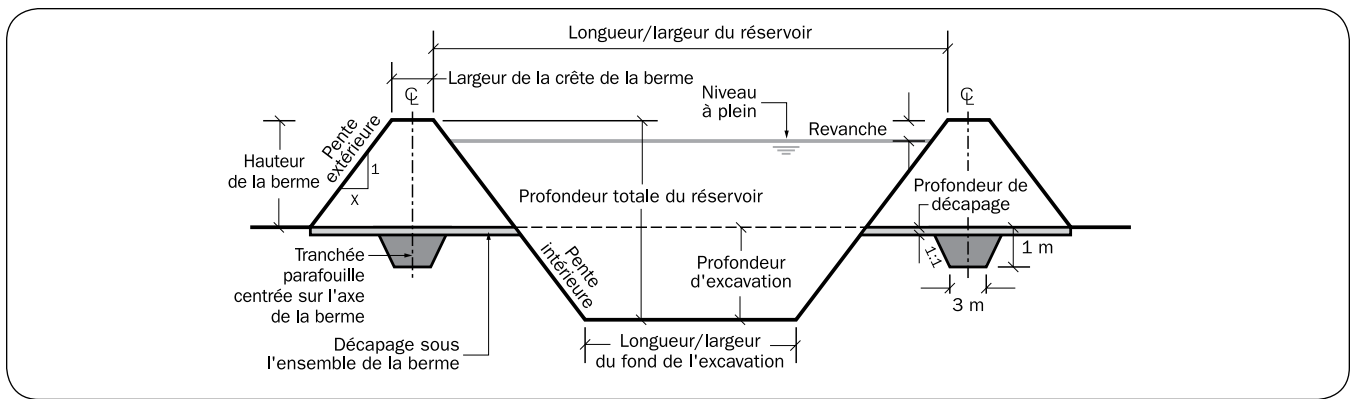 Longueur/largeur du réservoir
Largeur de la crête de la berme
℄
℄
Niveau
à plein
Revanche
Pente
extérieure
1
X
Hauteur
de la berme
Profondeur totale du réservoir
Profondeur de
décapage
Tranchée
parafouille
centrée sur l'axe
de la berme
Pente
intérieure
Profondeur
d'excavation
1:1
1 m
3 m
Décapage sous
l'ensemble de la berme
Longueur/largeur
du fond de l'excavation